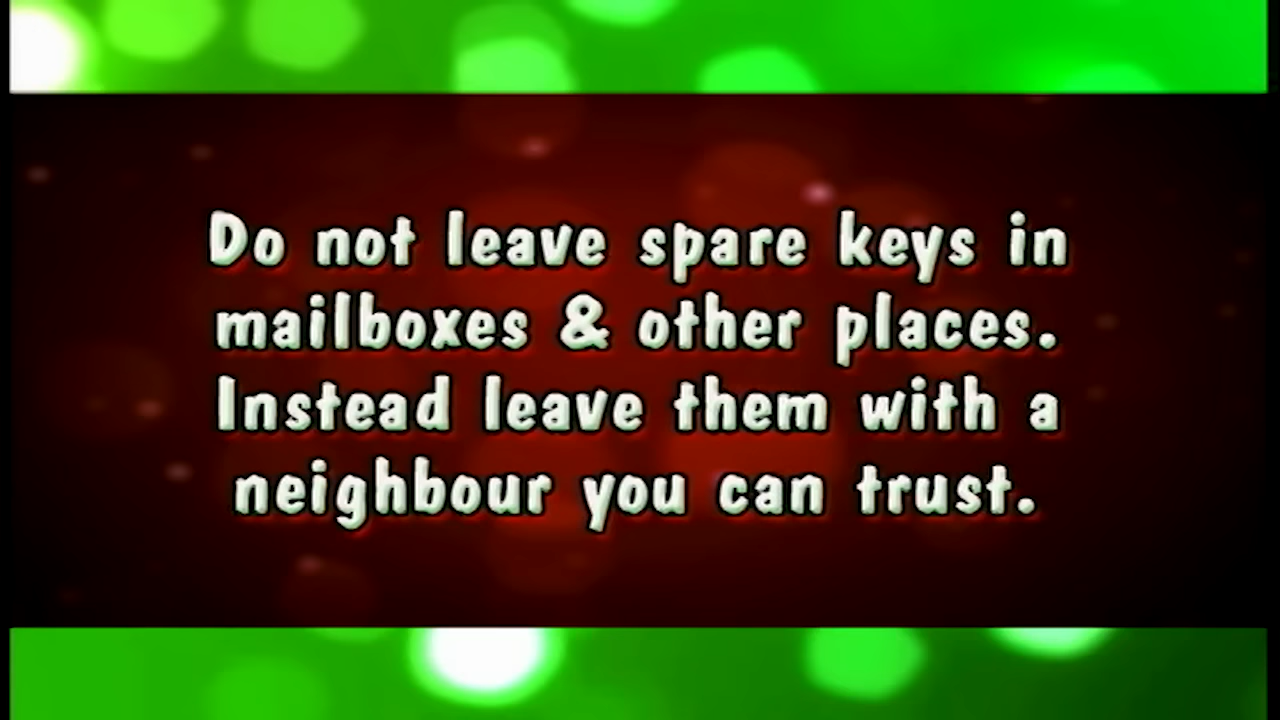 Do not leave spare keys in
mailboxes & other places.
Instead leave them with a
neighbour you can trust.